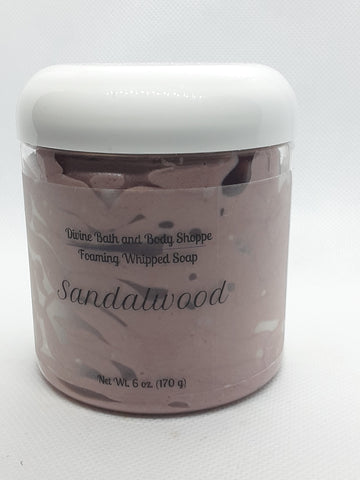 Divine Bath and Body Shoppe
Foaming Whipped Soap
Sandalwood
Net Wt. 6 oz. (170 g)